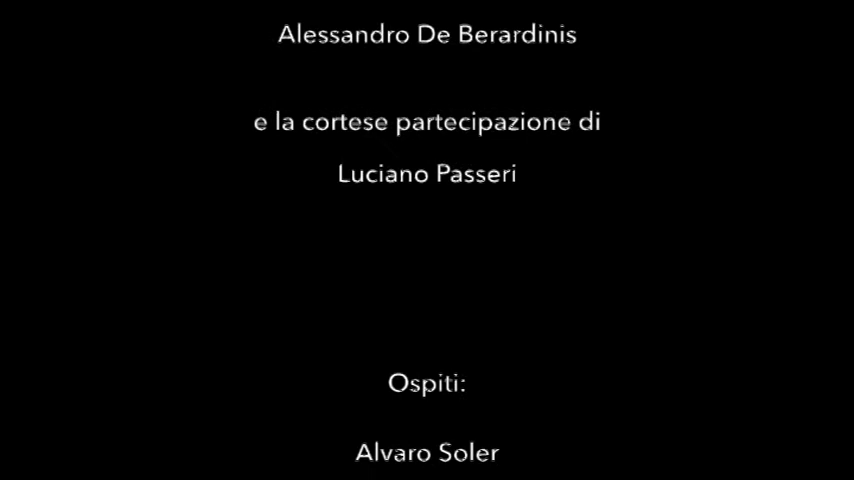 Alessandro De Berardinis
e la cortese partecipazione di
Luciano Passeri
Ospiti:
Alvaro Soler